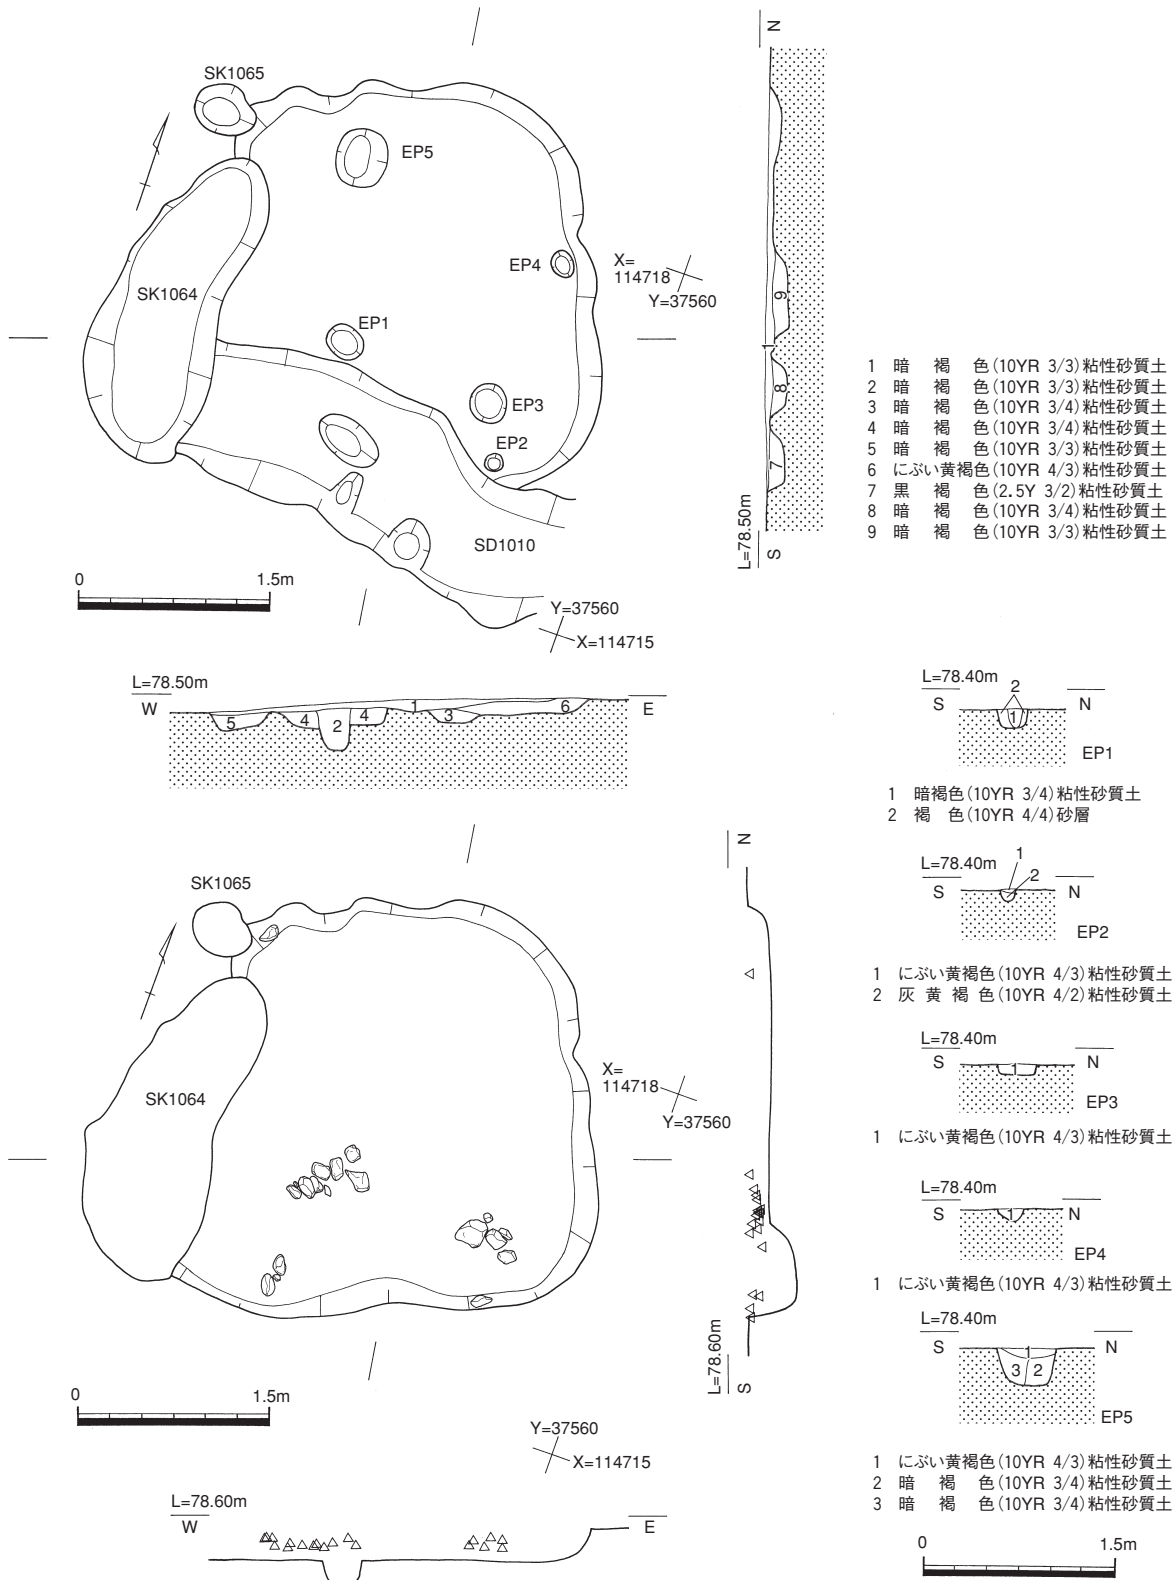 SK1065
EP5
EP4
SK1064
EP1
EP3
EP2
SD1010
X=
114718
Y=37560
0 1.5m
Y=37560
X=114715
N
9
1
8
7
L=78.50m
S
1 暗褐色(10YR 3/3)粘性砂質土
2 暗褐色(10YR 3/3)粘性砂質土
3 暗褐色(10YR 3/4)粘性砂質土
4 暗褐色(10YR 3/4)粘性砂質土
5 暗褐色(10YR 3/3)粘性砂質土
6 にぶい黄褐色(10YR 4/3)粘性砂質土
7 黒褐色(2.5Y 3/2)粘性砂質土
8 暗褐色(10YR 3/4)粘性砂質土
9 暗褐色(10YR 3/3)粘性砂質土
L=78.50m
W E
5 4 2 4 1 3 6
L=78.40m
2
S N
1
EP1
1 暗褐色(10YR 3/4)粘性砂質土
2 褐色(10YR 4/4)砂層
L=78.40m
1
2
S N
EP2
1 にぶい黄褐色(10YR 4/3)粘性砂質土
2 灰黄褐色(10YR 4/2)粘性砂質土
L=78.40m
S N
1
EP3
1 にぶい黄褐色(10YR 4/3)粘性砂質土
L=78.40m
S N
1
EP4
1 にぶい黄褐色(10YR 4/3)粘性砂質土
L=78.40m
S N
1
3 2
EP5
1 にぶい黄褐色(10YR 4/3)粘性砂質土
2 暗褐色(10YR 3/4)粘性砂質土
3 暗褐色(10YR 3/4)粘性砂質土
0 1.5m
SK1065
SK1064
X=
114718
Y=37560
N
L=78.60m
S
0 1.5m
Y=37560
X=114715
L=78.60m
W E